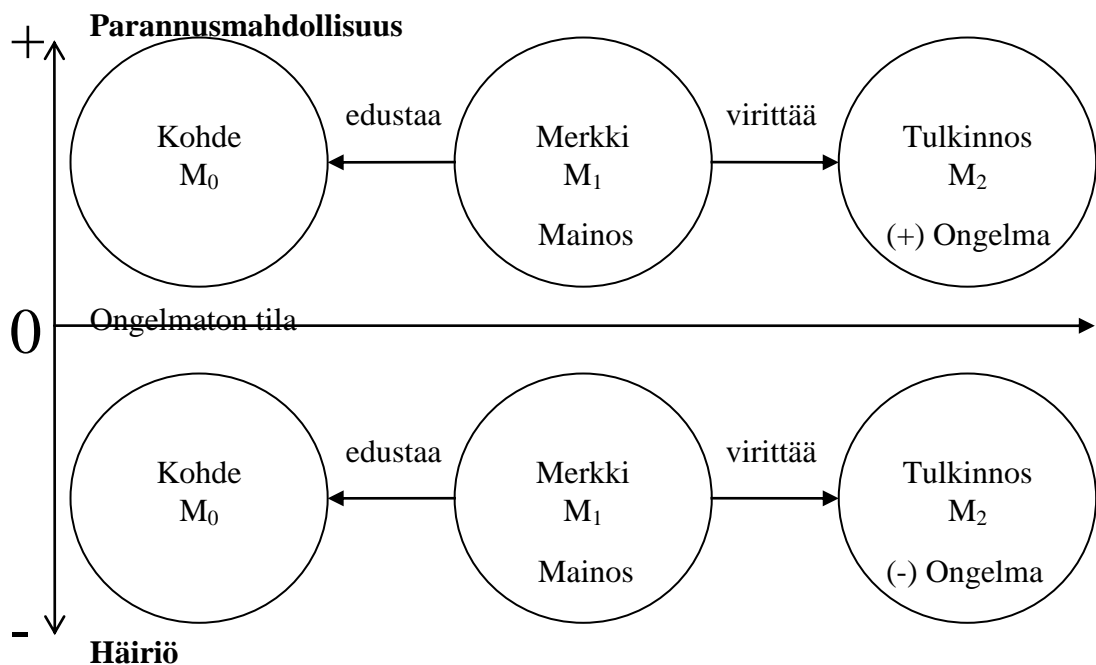 Parannusmahdollisuus
+
edustaa
virittää
Kohde
M₀
Merkki
M₁
Mainos
Tulkinnos
M₂
(+) Ongelma
0
Ongelmaton tila
edustaa
virittää
Kohde
M₀
Merkki
M₁
Mainos
Tulkinnos
M₂
(-) Ongelma
-
Häiriö